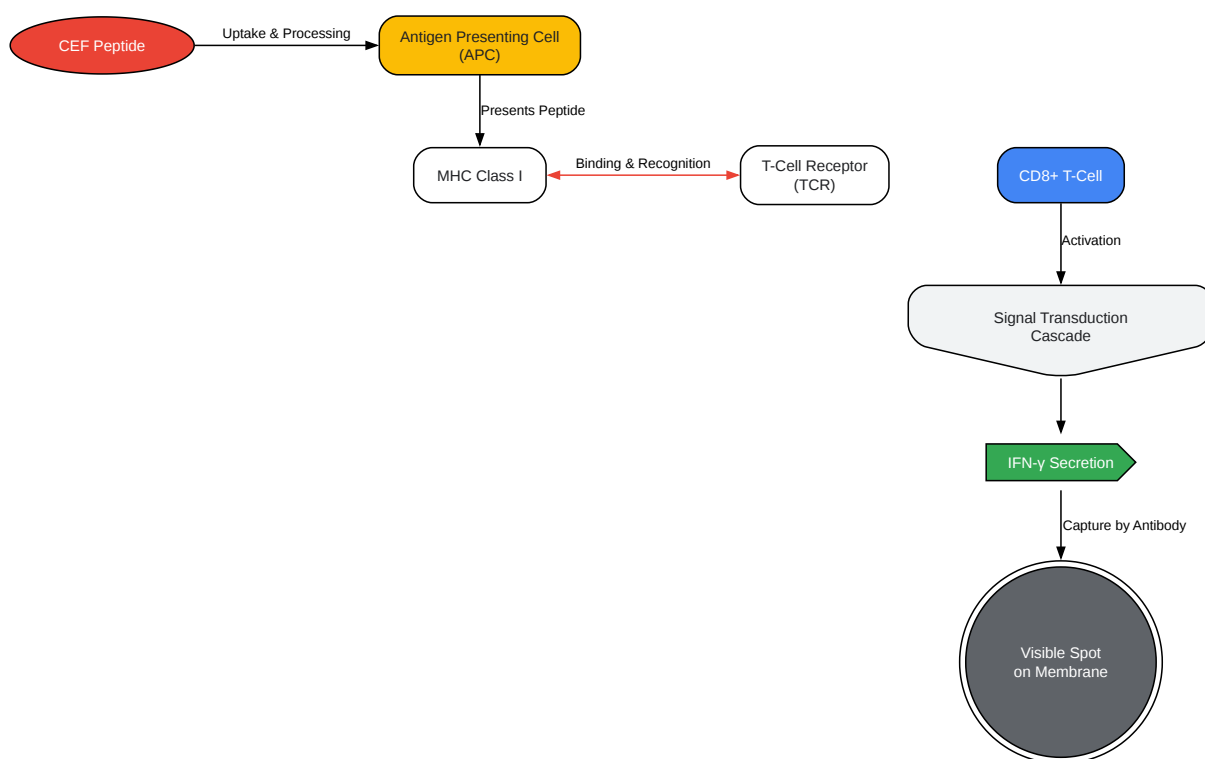 CEF Peptide
Uptake & Processing
Antigen Presenting Cell
(APC)
Presents Peptide
MHC Class I
Binding & Recognition
T-Cell Receptor
(TCR)
CD8+ T-Cell
Activation
Signal Transduction
Cascade
IFN-γ Secretion
Capture by Antibody
Visible Spot
on Membrane